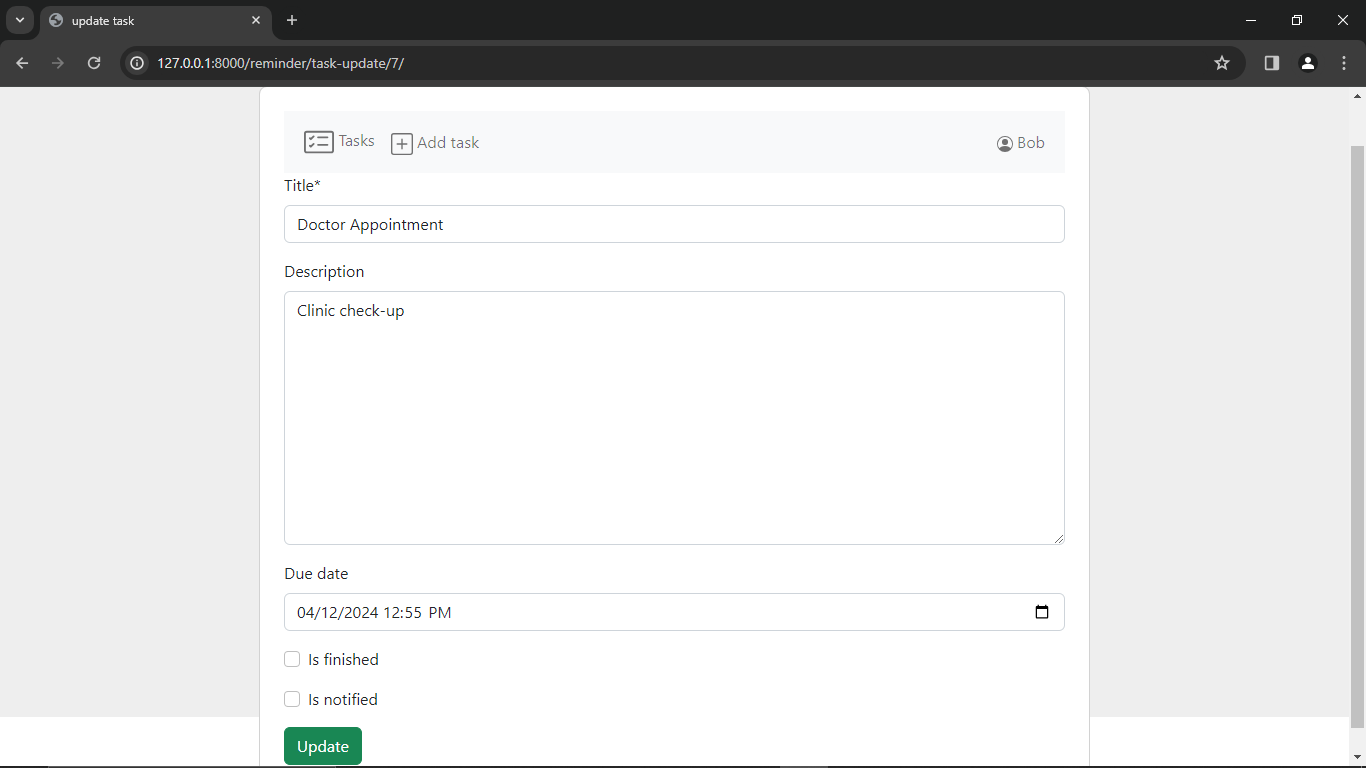 update task
127.0.0.1:8000/reminder/task-update/7/
Tasks Add task Bob
Title*
Doctor Appointment
Description
Clinic check-up
Due date
04/12/2024 12:55 PM
Is finished
Is notified
Update